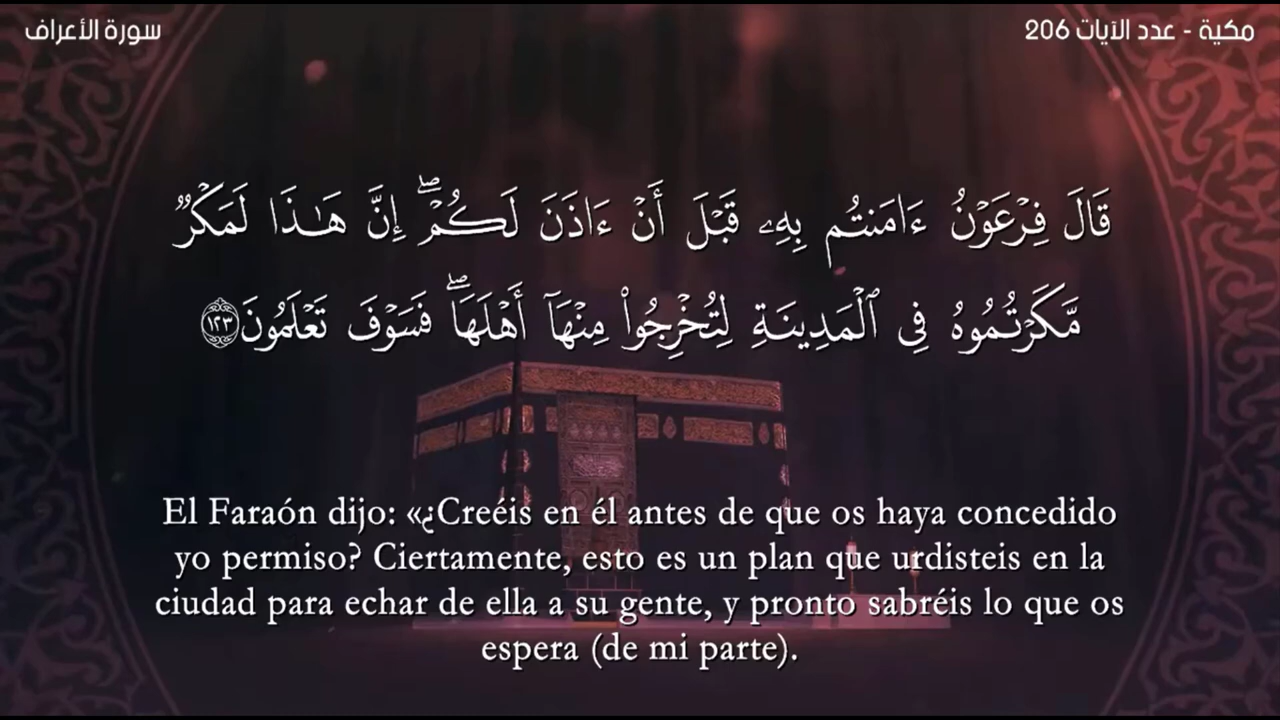 سورة الأعراف
مكية - عدد الآيات 206
قَالَ فِرْعَوْنُ ءَامَنتُم بِهِۦ قَبْلَ أَنْ ءَاذَنَ لَكُمْ ۖ إِنَّ هَـٰذَا لَمَكْرٌ
مَّكَرْتُمُوهُ فِى ٱلْمَدِينَةِ لِتُخْرِجُوا۟ مِنْهَآ أَهْلَهَا ۖ فَسَوْفَ تَعْلَمُونَ ١٢٣
El Faraón dijo: «¿Creéis en él antes de que os haya concedido
yo permiso? Ciertamente, esto es un plan que urdisteis en la
ciudad para echar de ella a su gente, y pronto sabréis lo que os
espera (de mi parte).